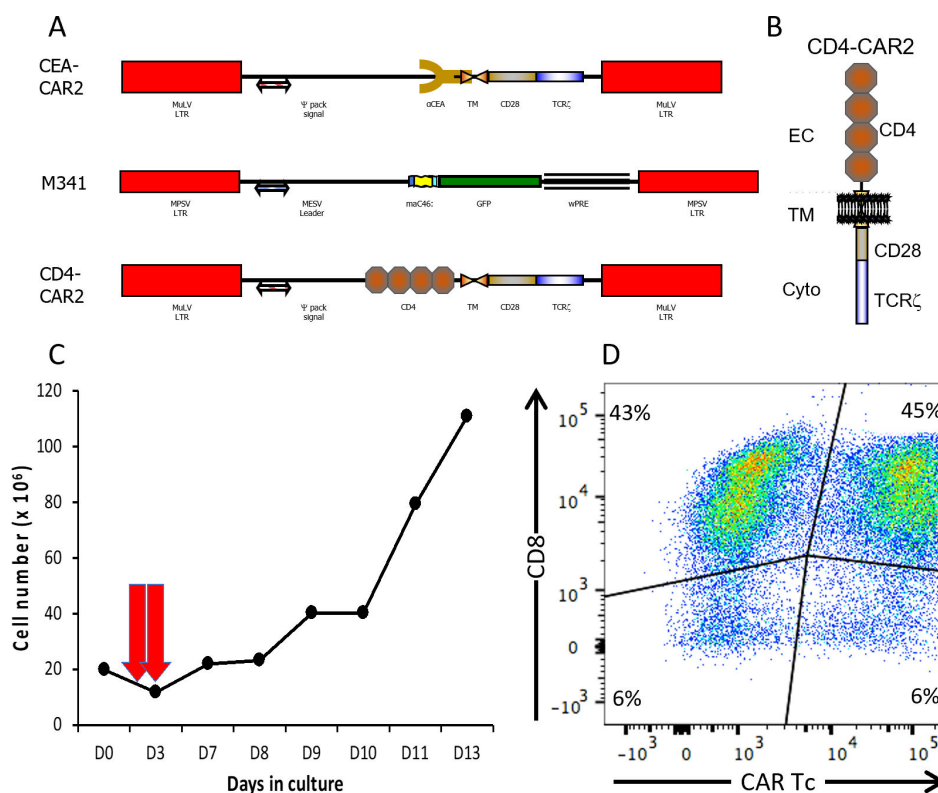 A
CEA-
CAR2
MuLV
LTR
Ψ pack
signal
αCEA
TM
CD28
TCRζ
MuLV
LTR
M341
MPSV
LTR
MESV
Leader
maC46:
GFP
wPRE
MPSV
LTR
CD4-
CAR2
MuLV
LTR
Ψ pack
signal
CD4
TM
CD28
TCRζ
MuLV
LTR
B
CD4-CAR2
EC
CD4
TM
CD28
Cyto
TCRζ
C
Cell number (x 10⁶)
120
100
80
60
40
20
0
D0 D3 D7 D8 D9 D10 D11 D13
Days in culture
D
CD8
43%
45%
6%
6%
10⁵
10⁴
10³
0
-10³
-10³ 0 10³ 10⁴ 10⁵
CAR Tc